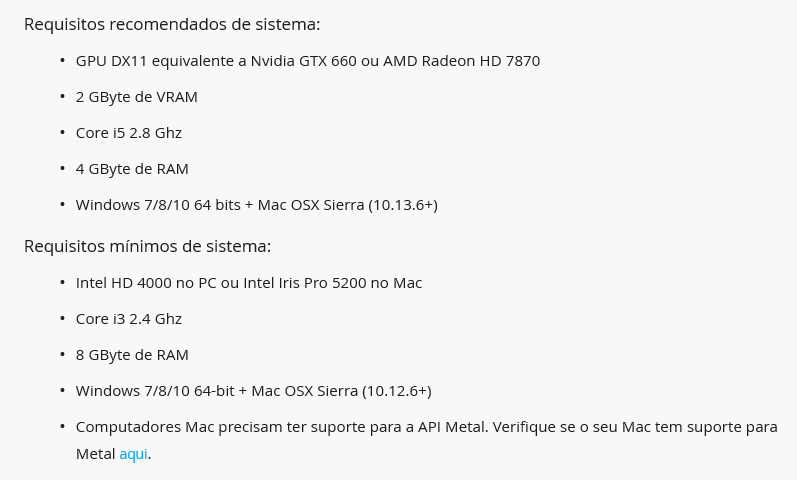 Requisitos recomendados de sistema:
• GPU DX11 equivalente a Nvidia GTX 660 ou AMD Radeon HD 7870
• 2 GByte de VRAM
• Core i5 2.8 Ghz
• 4 GByte de RAM
• Windows 7/8/10 64 bits + Mac OSX Sierra (10.13.6+)
Requisitos mínimos de sistema:
• Intel HD 4000 no PC ou Intel Iris Pro 5200 no Mac
• Core i3 2.4 Ghz
• 8 GByte de RAM
• Windows 7/8/10 64-bit + Mac OSX Sierra (10.12.6+)
• Computadores Mac precisam ter suporte para a API Metal. Verifique se o seu Mac tem suporte para
Metal aqui.